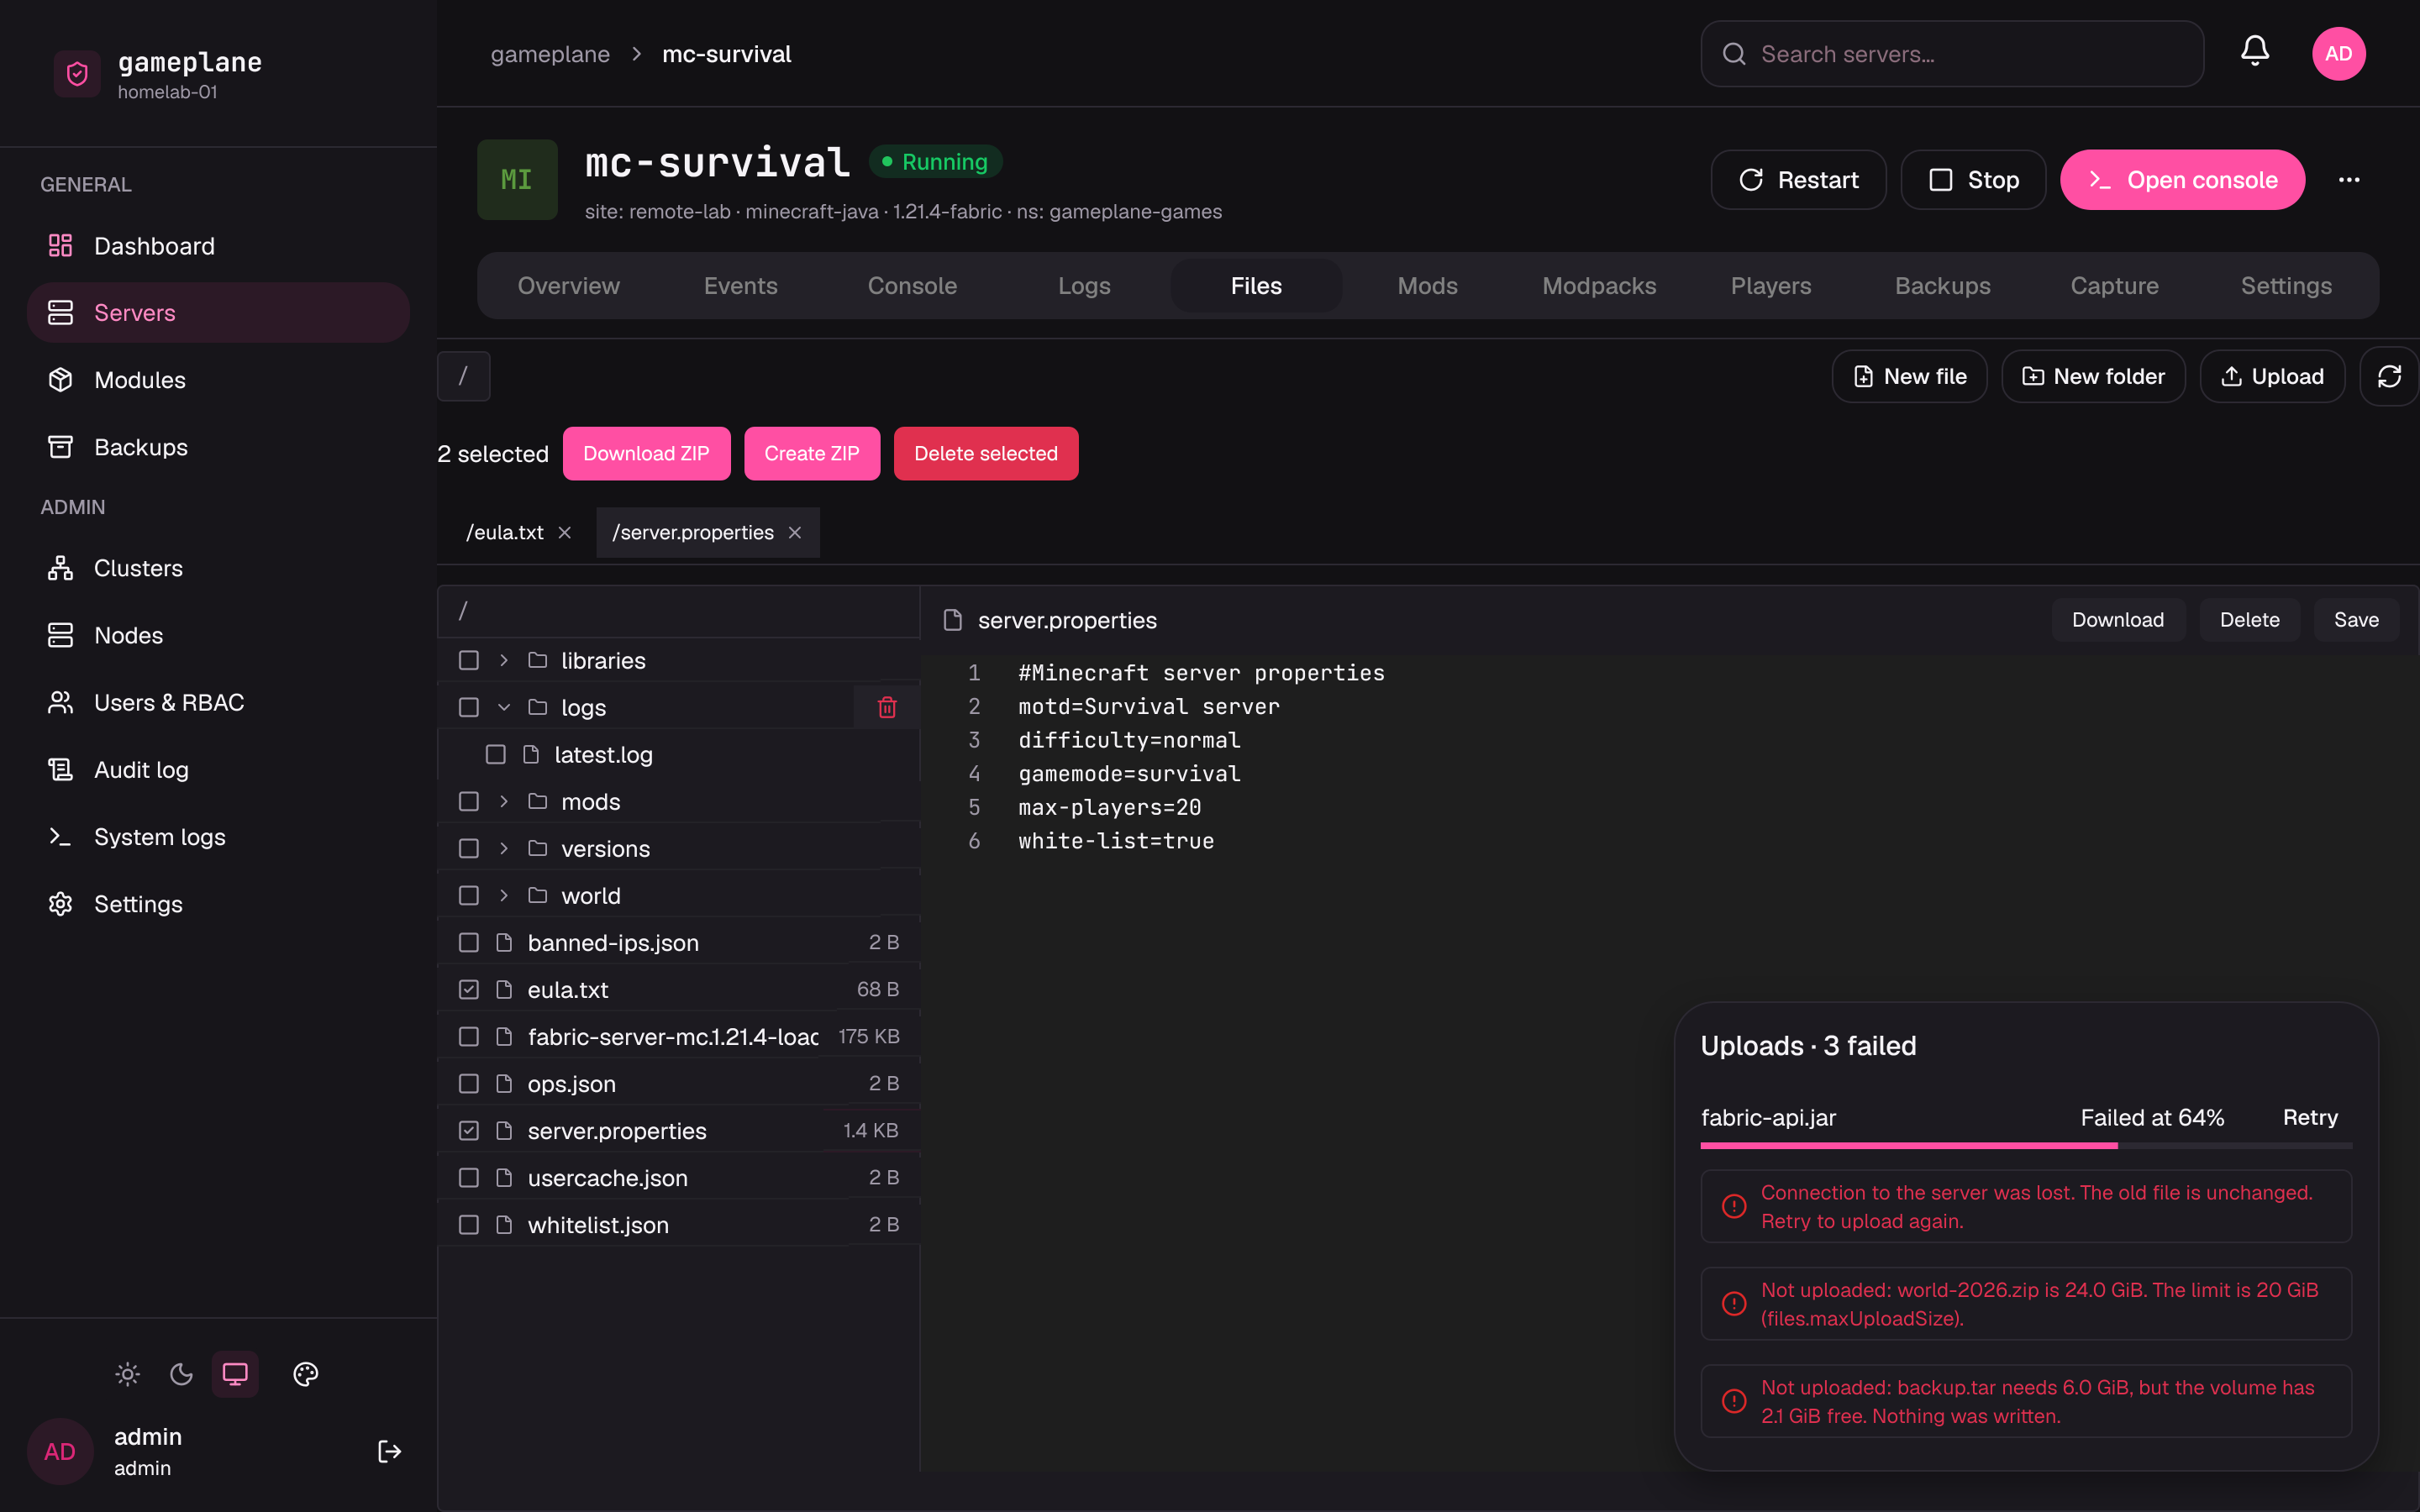 gameplane
homelab-01
GENERAL
Dashboard
Servers
Modules
Backups
ADMIN
Clusters
Nodes
Users & RBAC
Audit log
System logs
Settings
AD
admin
admin
gameplane
mc-survival
Search servers...
AD
MI
mc-survival
Running
site: remote-lab · minecraft-java · 1.21.4-fabric · ns: gameplane-games
Restart
Stop
Open console
Overview
Events
Console
Logs
Files
Mods
Modpacks
Players
Backups
Capture
Settings
/
New file
New folder
Upload
2 selected
Download ZIP
Create ZIP
Delete selected
/eula.txt
/server.properties
/
libraries
logs
latest.log
mods
versions
world
banned-ips.json 2 B
eula.txt 68 B
fabric-server-mc.1.21.4-loac 175 KB
ops.json 2 B
server.properties 1.4 KB
usercache.json 2 B
whitelist.json 2 B
server.properties
Download
Delete
Save
1 #Minecraft server properties
2 motd=Survival server
3 difficulty=normal
4 gamemode=survival
5 max-players=20
6 white-list=true
Uploads · 3 failed
fabric-api.jar Failed at 64% Retry
Connection to the server was lost. The old file is unchanged.
Retry to upload again.
Not uploaded: world-2026.zip is 24.0 GiB. The limit is 20 GiB
(files.maxUploadSize).
Not uploaded: backup.tar needs 6.0 GiB, but the volume has
2.1 GiB free. Nothing was written.